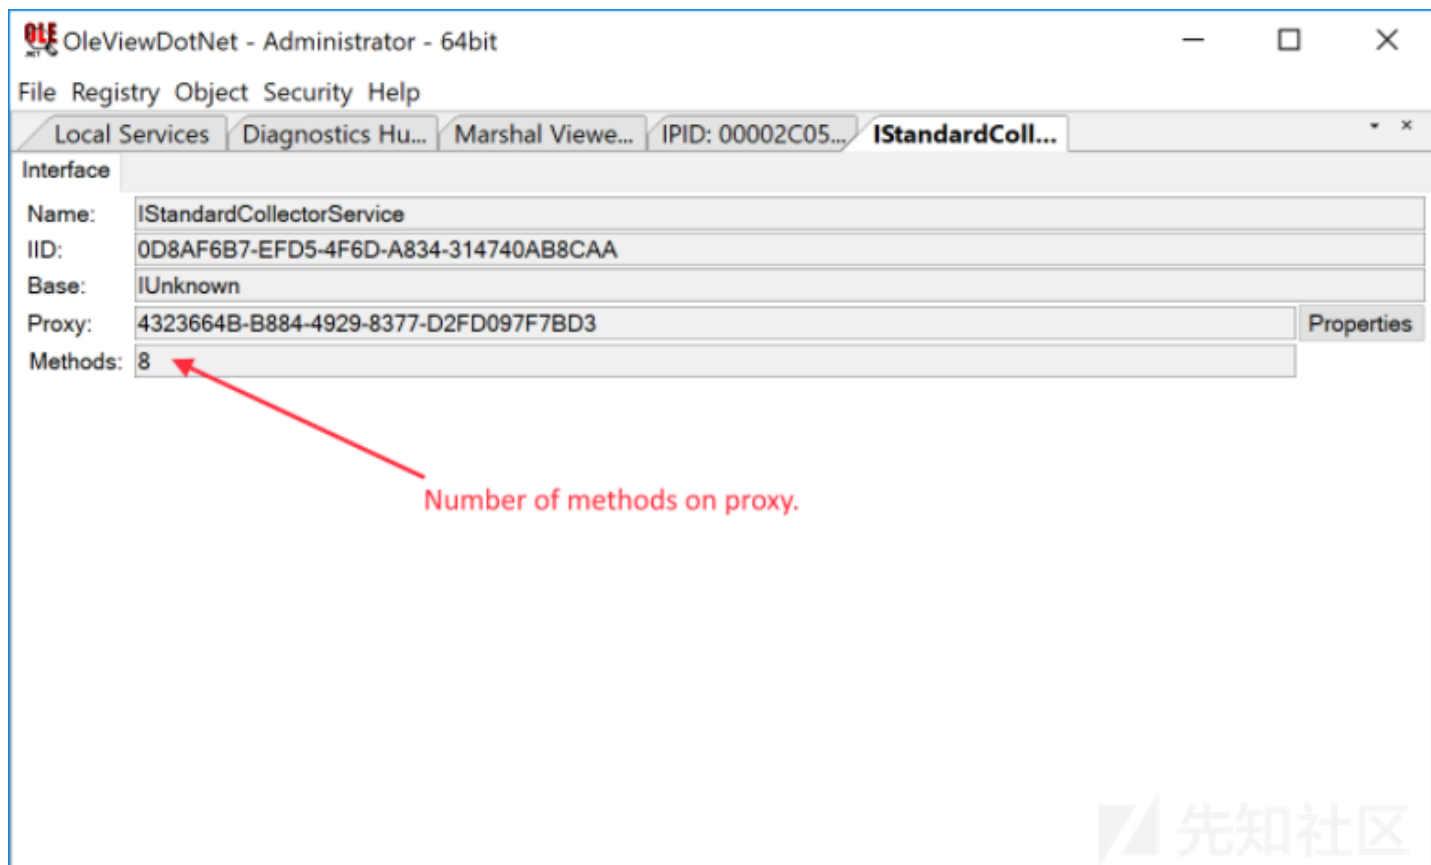 OleViewDotNet - Administrator - 64bit
File Registry Object Security Help
Local Services Diagnostics Hu... Marshal Viewe... IPID: 00002C05... IStandardColl...
Interface
Name: IStandardCollectorService
IID: 0D8AF6B7-EFD5-4F6D-A834-314740AB8CAA
Base: IUnknown
Proxy: 4323664B-B884-4929-8377-D2FD097F7BD3 Properties
Methods: 8
Number of methods on proxy.
先知社区